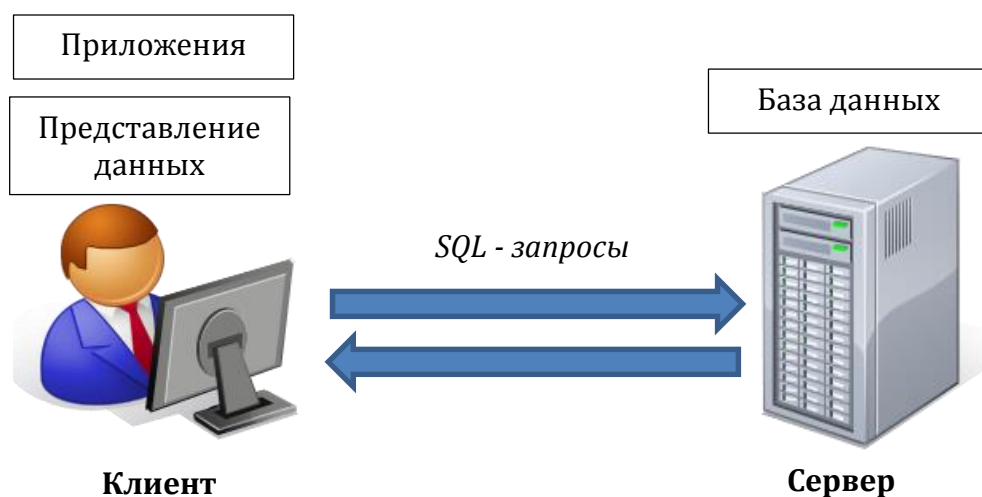 Приложения
Представление
данных
База данных
SQL - запросы
Клиент
Сервер